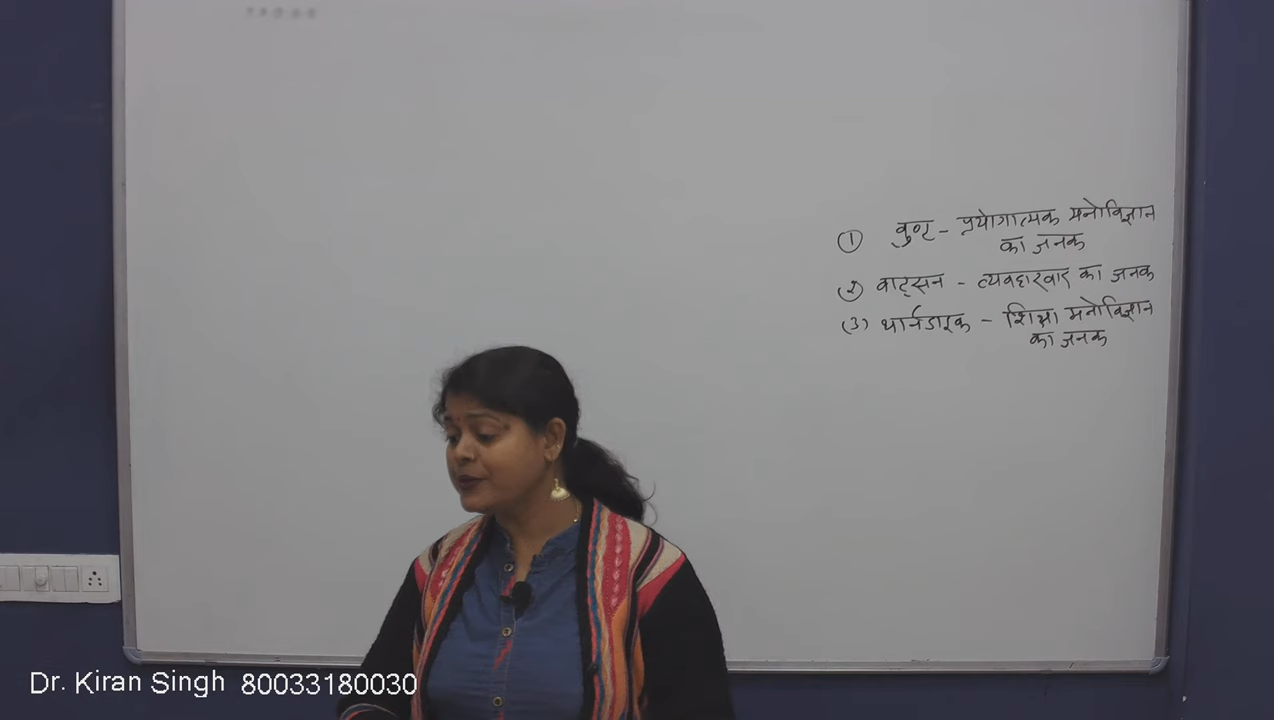 ① वुण्ट - प्रयोगात्मक मनोविज्ञान
का जनक
(2) वाट्सन - व्यवहारवाद का जनक
(3) थार्नडाइक - शिक्षा मनोविज्ञान
का जनक
Dr. Kiran Singh 80033180030